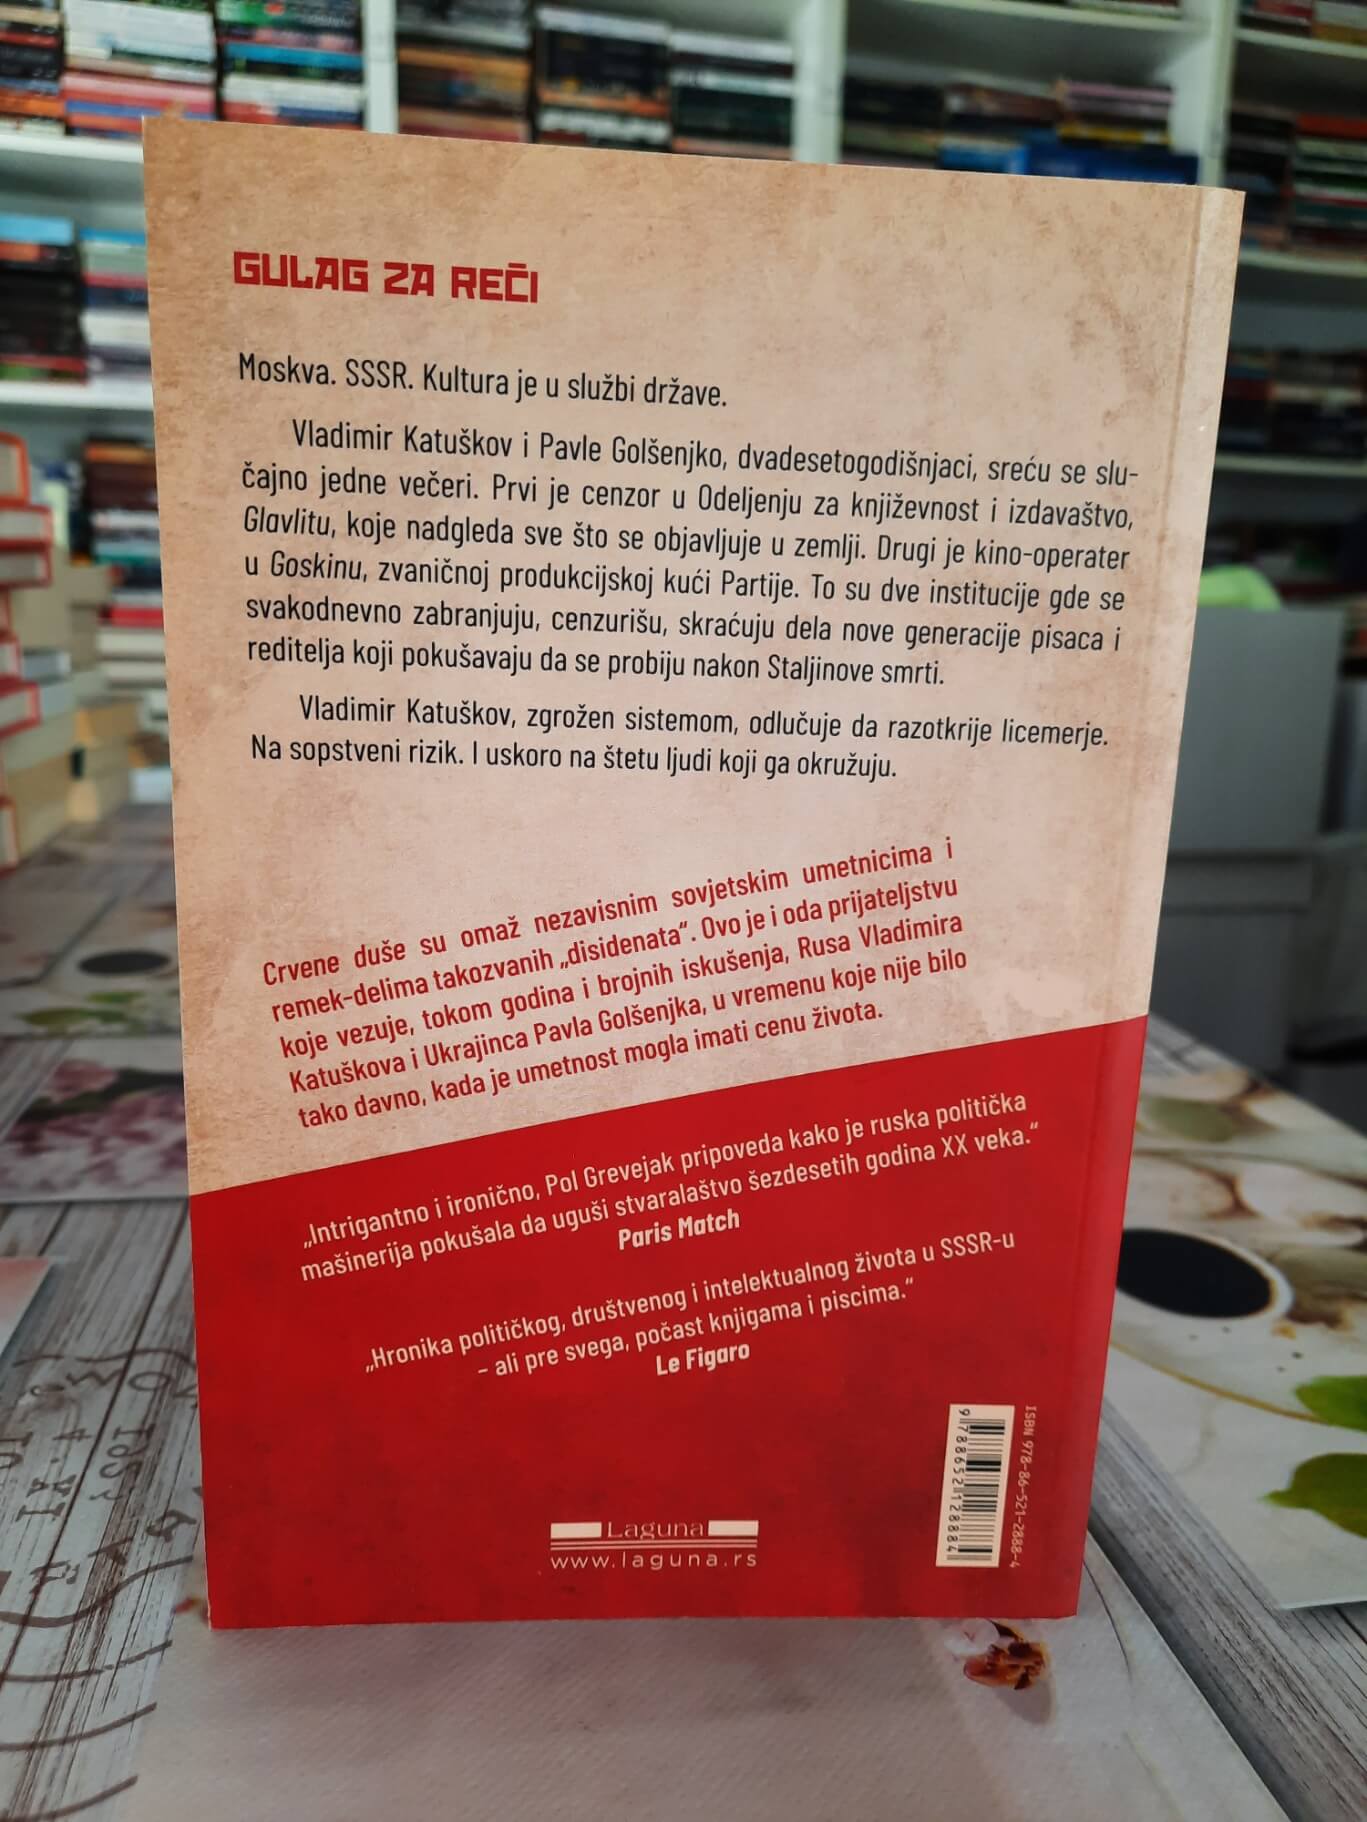 GULAG ZA REČI
Moskva. SSSR. Kultura je u službi države.
Vladimir Katuškov i Pavle Golšenjko, dvadesetogodišnjaci, sreću se slu-
čajno jedne večeri. Prvi je cenzor u Odeljenju za književnost i izdavaštvo,
Glavlitu, koje nadgleda sve što se objavljuje u zemlji. Drugi je kino-operater
u Goskinu, zvaničnoj produkcijskoj kući Partije. To su dve institucije gde se
svakodnevno zabranjuju, cenzurišu, skraćuju dela nove generacije pisaca i
reditelja koji pokušavaju da se probiju nakon Staljinove smrti.
Vladimir Katuškov, zgrožen sistemom, odlučuje da razotkrije licemerje.
Na sopstveni rizik. I uskoro na štetu ljudi koji ga okružuju.
Crvene duše su omaž nezavisnim sovjetskim umetnicima i
remek-delima takozvanih „disidenata“. Ovo je i oda prijateljstvu
koje vezuje, tokom godina i brojnih iskušenja, Rusa Vladimira
Katuškova i Ukrajinca Pavla Golšenjka, u vremenu koje nije bilo
tako davno, kada je umetnost mogla imati cenu života.
„Intrigantno i ironično, Pol Grevejak pripoveda kako je ruska politička
mašinerija pokušala da uguši stvaralaštvo šezdesetih godina XX veka.“
Paris Match
„Hronika političkog, društvenog i intelektualnog života u SSSR-u
– ali pre svega, počast knjigama i piscima.“
Le Figaro
ISBN 978-86-521-2888-4
9788652128884
Laguna
www.laguna.rs